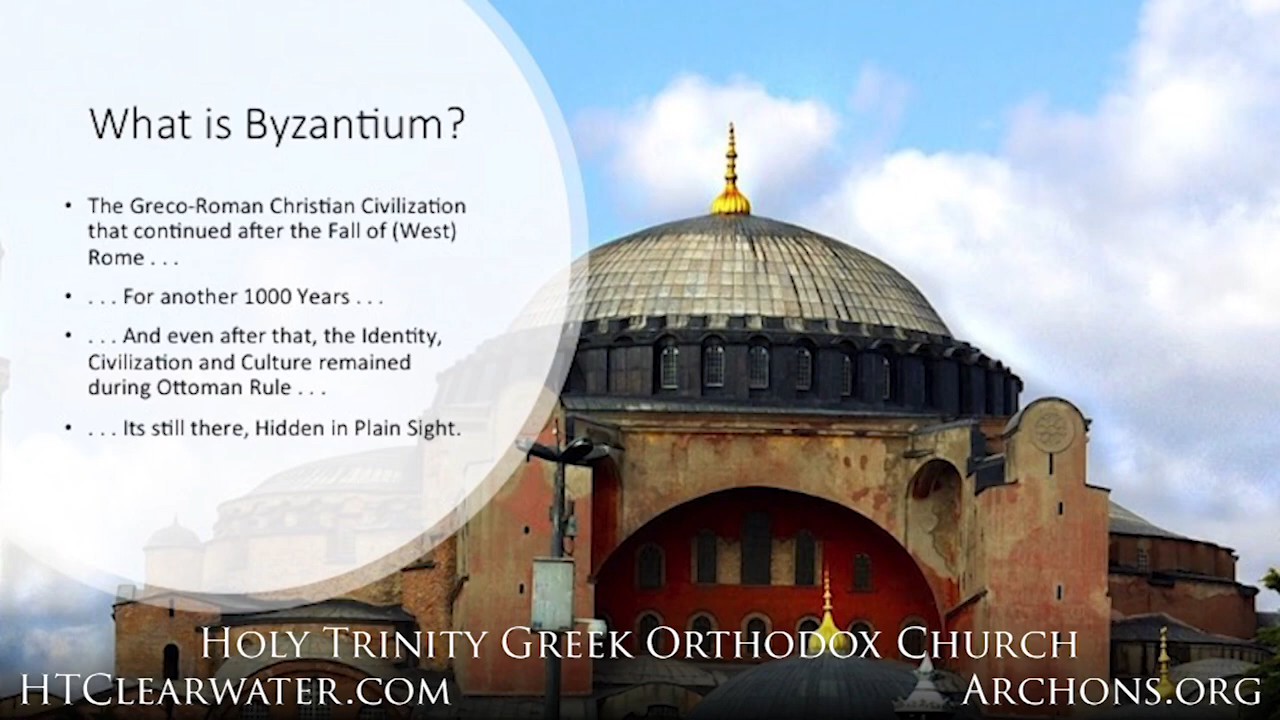 What is Byzantium?
• The Greco-Roman Christian Civilization
that continued after the Fall of (West)
Rome . . .
• . . . For another 1000 Years . . .
• . . . And even after that, the Identity,
Civilization and Culture remained
during Ottoman Rule . . .
• . . . Its still there, Hidden in Plain Sight.
Holy Trinity Greek Orthodox Church
HTClearwater.com
Archons.org